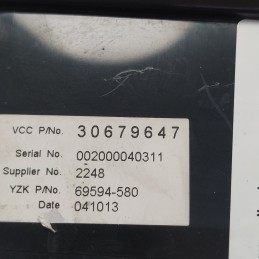 VCC P/No. 30679647
Serial No. 002000040311
Supplier No. 2248
YZK P/No. 69594-580
Date 041013